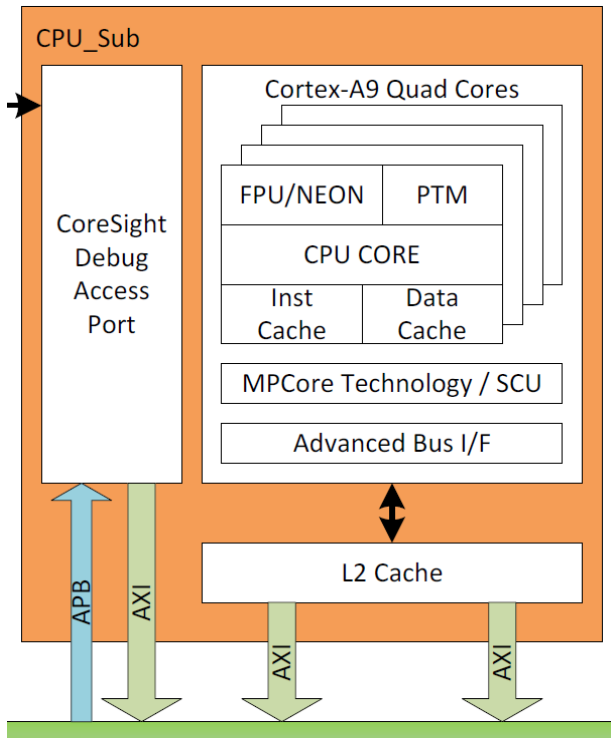 CPU_Sub
CoreSight
Debug
Access
Port
Cortex-A9 Quad Cores
FPU/NEON
PTM
CPU CORE
Inst
Cache
Data
Cache
MPCore Technology / SCU
Advanced Bus I/F
L2 Cache
APB
AXI
AXI
AXI